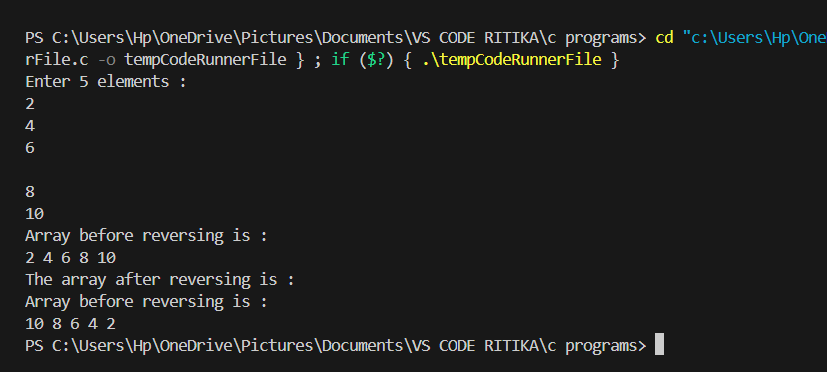 PS C:\Users\Hp\OneDrive\Pictures\Documents\VS CODE RITIKA\c programs> cd "c:\Users\Hp\One
rFile.c -o tempCodeRunnerFile } ; if ($?) { .\tempCodeRunnerFile }
Enter 5 elements :
2
4
6
8
10
Array before reversing is :
2 4 6 8 10
The array after reversing is :
Array before reversing is :
10 8 6 4 2
PS C:\Users\Hp\OneDrive\Pictures\Documents\VS CODE RITIKA\c programs>